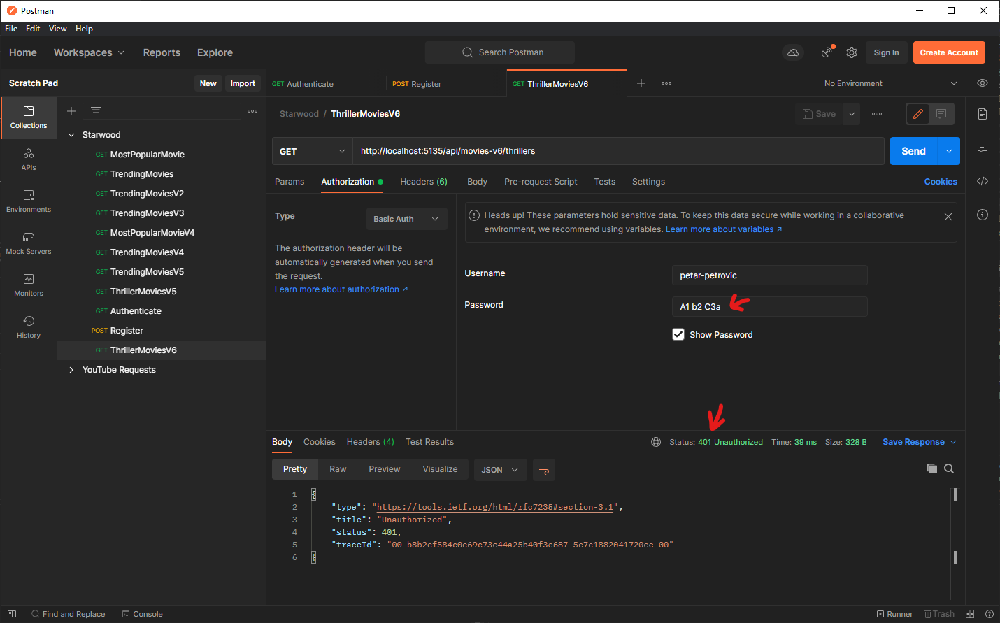 Postman
File Edit View Help
Home Workspaces Reports Explore
Search Postman
Sign In Create Account
Scratch Pad
New Import
GET Authenticate
POST Register
GET ThrillerMoviesV6
No Environment
Collections
APIs
Environments
Mock Servers
Monitors
History
Starwood
GET MostPopularMovie
GET TrendingMovies
GET TrendingMoviesV2
GET TrendingMoviesV3
GET MostPopularMovieV4
GET TrendingMoviesV4
GET TrendingMoviesV5
GET ThrillerMoviesV5
GET Authenticate
POST Register
GET ThrillerMoviesV6
YouTube Requests
Starwood / ThrillerMoviesV6
Save
GET http://localhost:5135/api/movies-v6/thrillers
Send
Params Authorization Headers (6) Body Pre-request Script Tests Settings Cookies
Type Basic Auth
The authorization header will be
automatically generated when you send
the request.
Learn more about authorization ↗
Heads up! These parameters hold sensitive data. To keep this data secure while working in a collaborative
environment, we recommend using variables. Learn more about variables ↗
Username petar-petrovic
Password A1 b2 C3a
Show Password
Body Cookies Headers (4) Test Results
Status: 401 Unauthorized Time: 39 ms Size: 328 B Save Response
Pretty Raw Preview Visualize JSON
1 {
2 "type": "https://tools.ietf.org/html/rfc7235#section-3.1",
3 "title": "Unauthorized",
4 "status": 401,
5 "traceId": "00-b8b2ef584c0e69c73e44a25b40f3e687-5c7c1882041720ee-00"
6 }
Find and Replace Console
Runner Trash